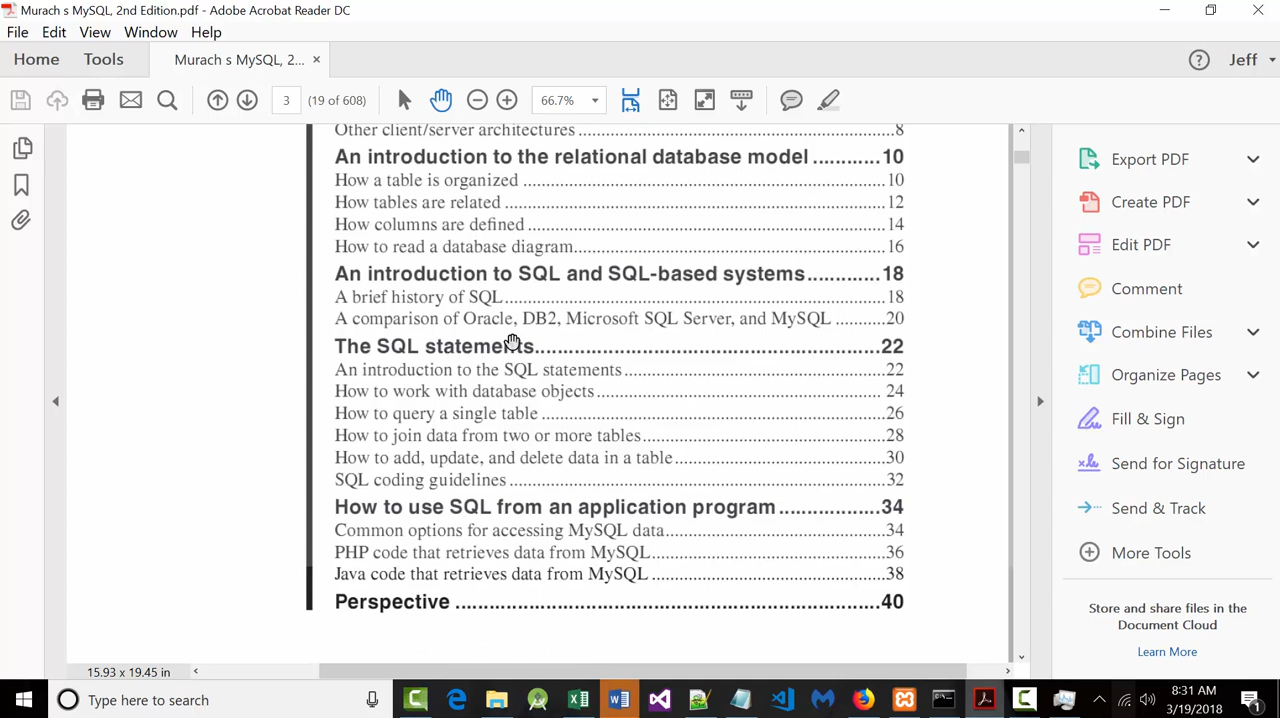 Murach s MySQL, 2nd Edition.pdf - Adobe Acrobat Reader DC
File Edit View Window Help
Home Tools Murach s MySQL, 2... × Jeff
3 (19 of 608) 66.7%
Other client/server architectures ....................................................................8
An introduction to the relational database model ............10
How a table is organized ................................................................................10
How tables are related ....................................................................................12
How columns are defined ...............................................................................14
How to read a database diagram.....................................................................16
An introduction to SQL and SQL-based systems.............18
A brief history of SQL....................................................................................18
A comparison of Oracle, DB2, Microsoft SQL Server, and MySQL ...........20
The SQL statements.....................................................22
An introduction to the SQL statements ..........................................................22
How to work with database objects ............................................................... 24
How to query a single table ............................................................................26
How to join data from two or more tables......................................................28
How to add, update, and delete data in a table...............................................30
SQL coding guidelines ...................................................................................32
How to use SQL from an application program .................34
Common options for accessing MySQL data.................................................34
PHP code that retrieves data from MySQL....................................................36
Java code that retrieves data from MySQL ....................................................38
Perspective .................................................................40
15.93 x 19.45 in
Export PDF
Create PDF
Edit PDF
Comment
Combine Files
Organize Pages
Fill & Sign
Send for Signature
Send & Track
More Tools
Store and share files in the
Document Cloud
Learn More
Type here to search
8:31 AM
3/19/2018
1